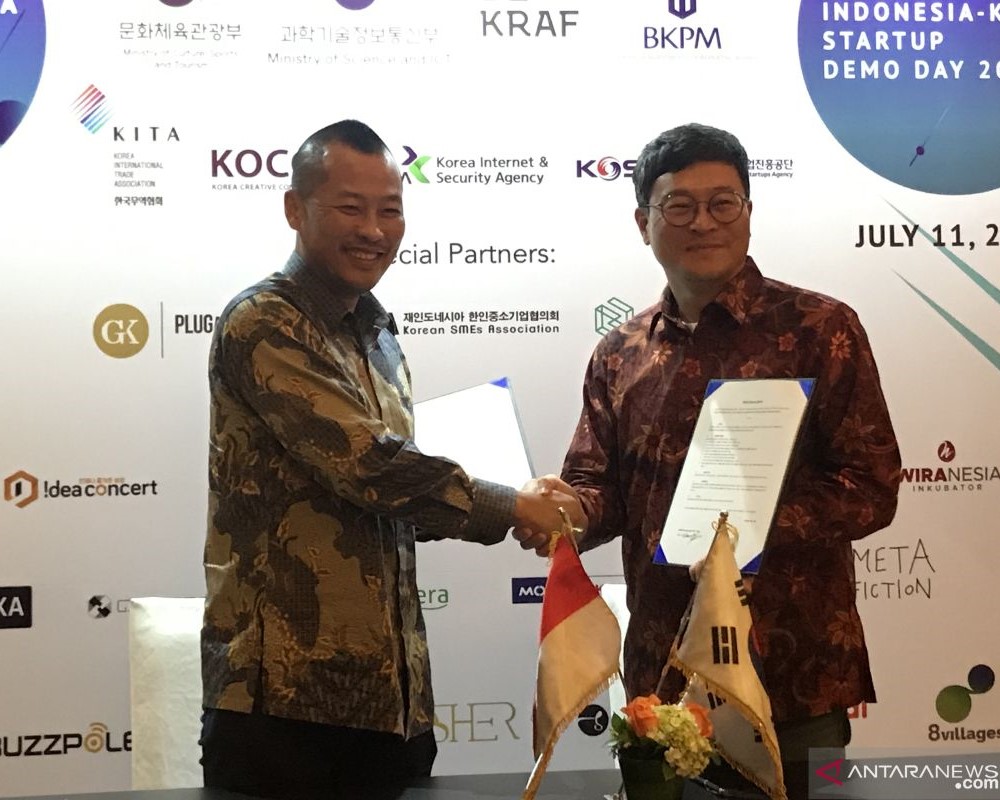 A
문화체육관광부
Ministry of Culture, Sports
and Tourism
과학기술정보통신부
Ministry of Science and ICT
KRAF
BKPM
INDONESIA-K
STARTUP
DEMO DAY 20
JULY 11, 2
KITA
KOREA
INTERNATIONAL
TRADE
ASSOCIATION
한국무역협회
KOC
KOREA CREATIVE CO
Korea Internet &
Security Agency
KOS
업진흥공단
Startups Agency
ecial Partners:
GK
PLUG
재인도네시아 한인중소기업협의회
Korean SMEs Association
!dea concert
WIRANESIA
INKUBATOR
META
FICTION
KA
G
era
MO
BUZZPOLE
SHER
8villages
ANTARANEWS
.com